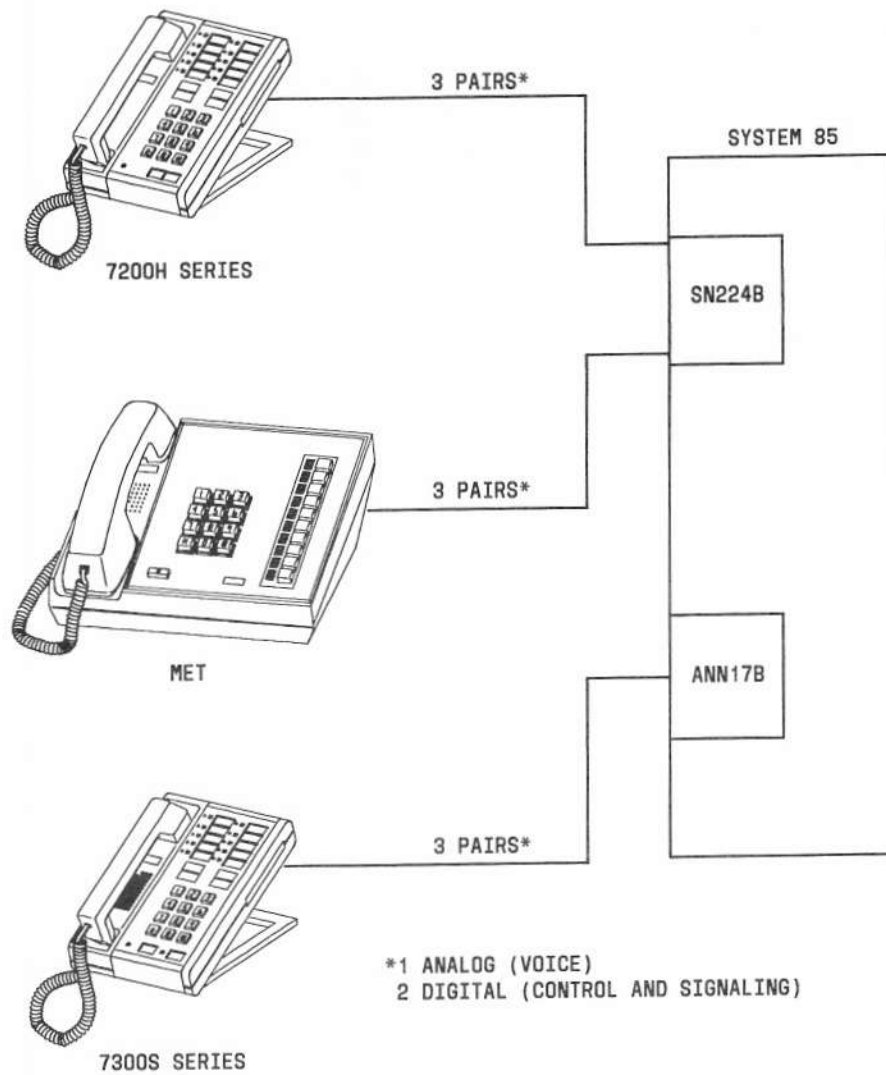 3 PAIRS*
SYSTEM 85
7200H SERIES
SN224B
3 PAIRS*
MET
ANN17B
3 PAIRS*
*1 ANALOG (VOICE)
2 DIGITAL (CONTROL AND SIGNALING)
7300S SERIES